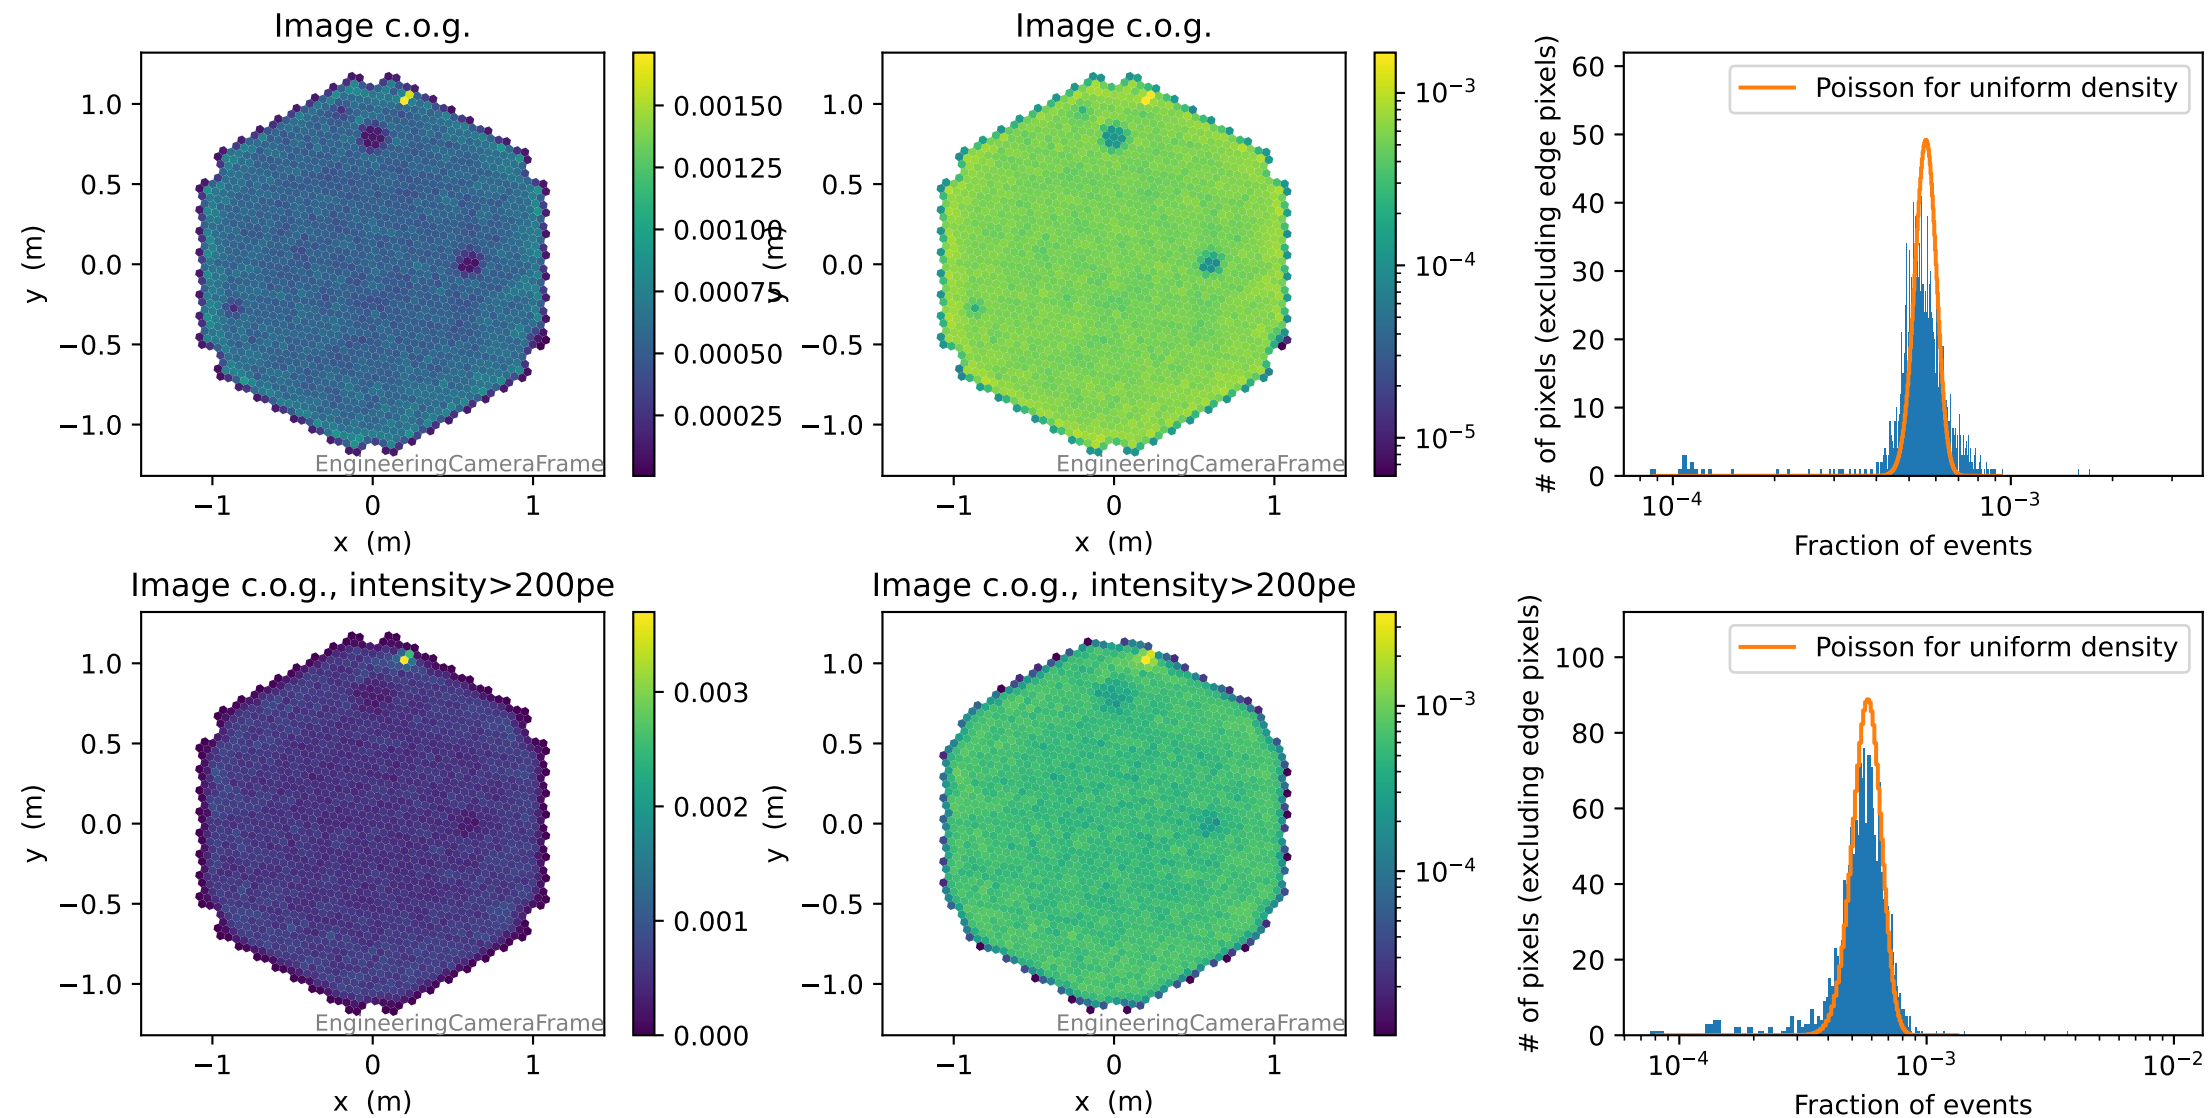 Image c.o.g.
1.0
0.5
0.0
−0.5
−1.0
y (m)
−1
0
1
x (m)
EngineeringCameraFrame
0.00150
0.00125
0.00100
0.00075
0.00050
0.00025
Image c.o.g.
1.0
0.5
0.0
−0.5
−1.0
y (m)
−1
0
1
x (m)
EngineeringCameraFrame
10⁻³
10⁻⁴
10⁻⁵
# of pixels (excluding edge pixels)
60
50
40
30
20
10
0
Poisson for uniform density
10⁻⁴
10⁻³
Fraction of events
Image c.o.g., intensity>200pe
1.0
0.5
0.0
−0.5
−1.0
y (m)
−1
0
1
x (m)
EngineeringCameraFrame
0.003
0.002
0.001
0.000
Image c.o.g., intensity>200pe
1.0
0.5
0.0
−0.5
−1.0
y (m)
−1
0
1
x (m)
EngineeringCameraFrame
10⁻³
10⁻⁴
# of pixels (excluding edge pixels)
100
80
60
40
20
0
Poisson for uniform density
10⁻⁴
10⁻³
10⁻²
Fraction of events